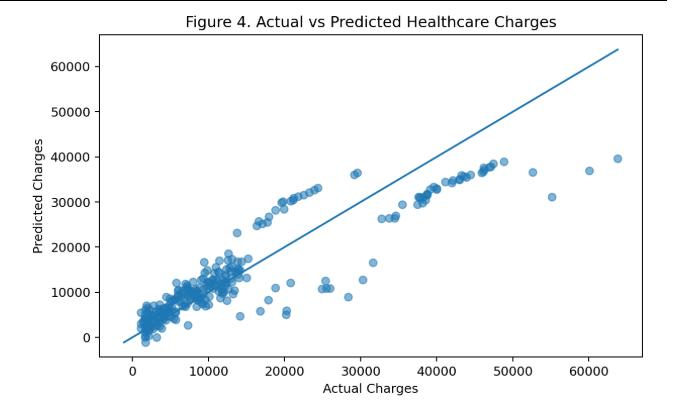 Figure 4. Actual vs Predicted Healthcare Charges
60000
50000
40000
30000
20000
10000
0
Predicted Charges
0 10000 20000 30000 40000 50000 60000
Actual Charges